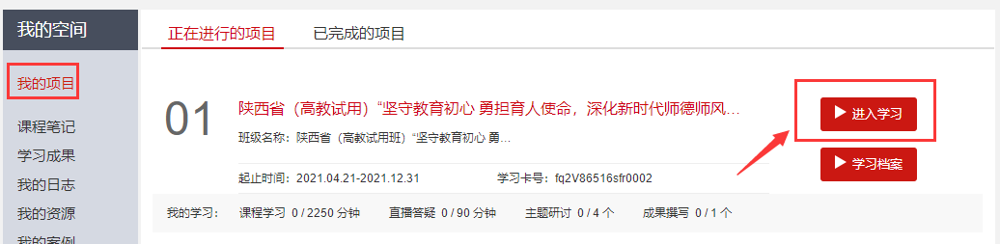 我的空间
正在进行的项目 已完成的项目
我的项目
01
陕西省（高教试用）“坚守教育初心 勇担育人使命，深化新时代师德师风...
进入学习
班级名称：陕西省（高教试用班）“坚守教育初心 勇...
课程笔记
学习成果
学习档案
起止时间：2021.04.21-2021.12.31 学习卡号：fq2V86516sfr0002
我的日志
我的资源
我的学习： 课程学习 0 / 2250 分钟 直播答疑 0 / 90 分钟 主题研讨 0 / 4 个 成果撰写 0 / 1 个
我的案例